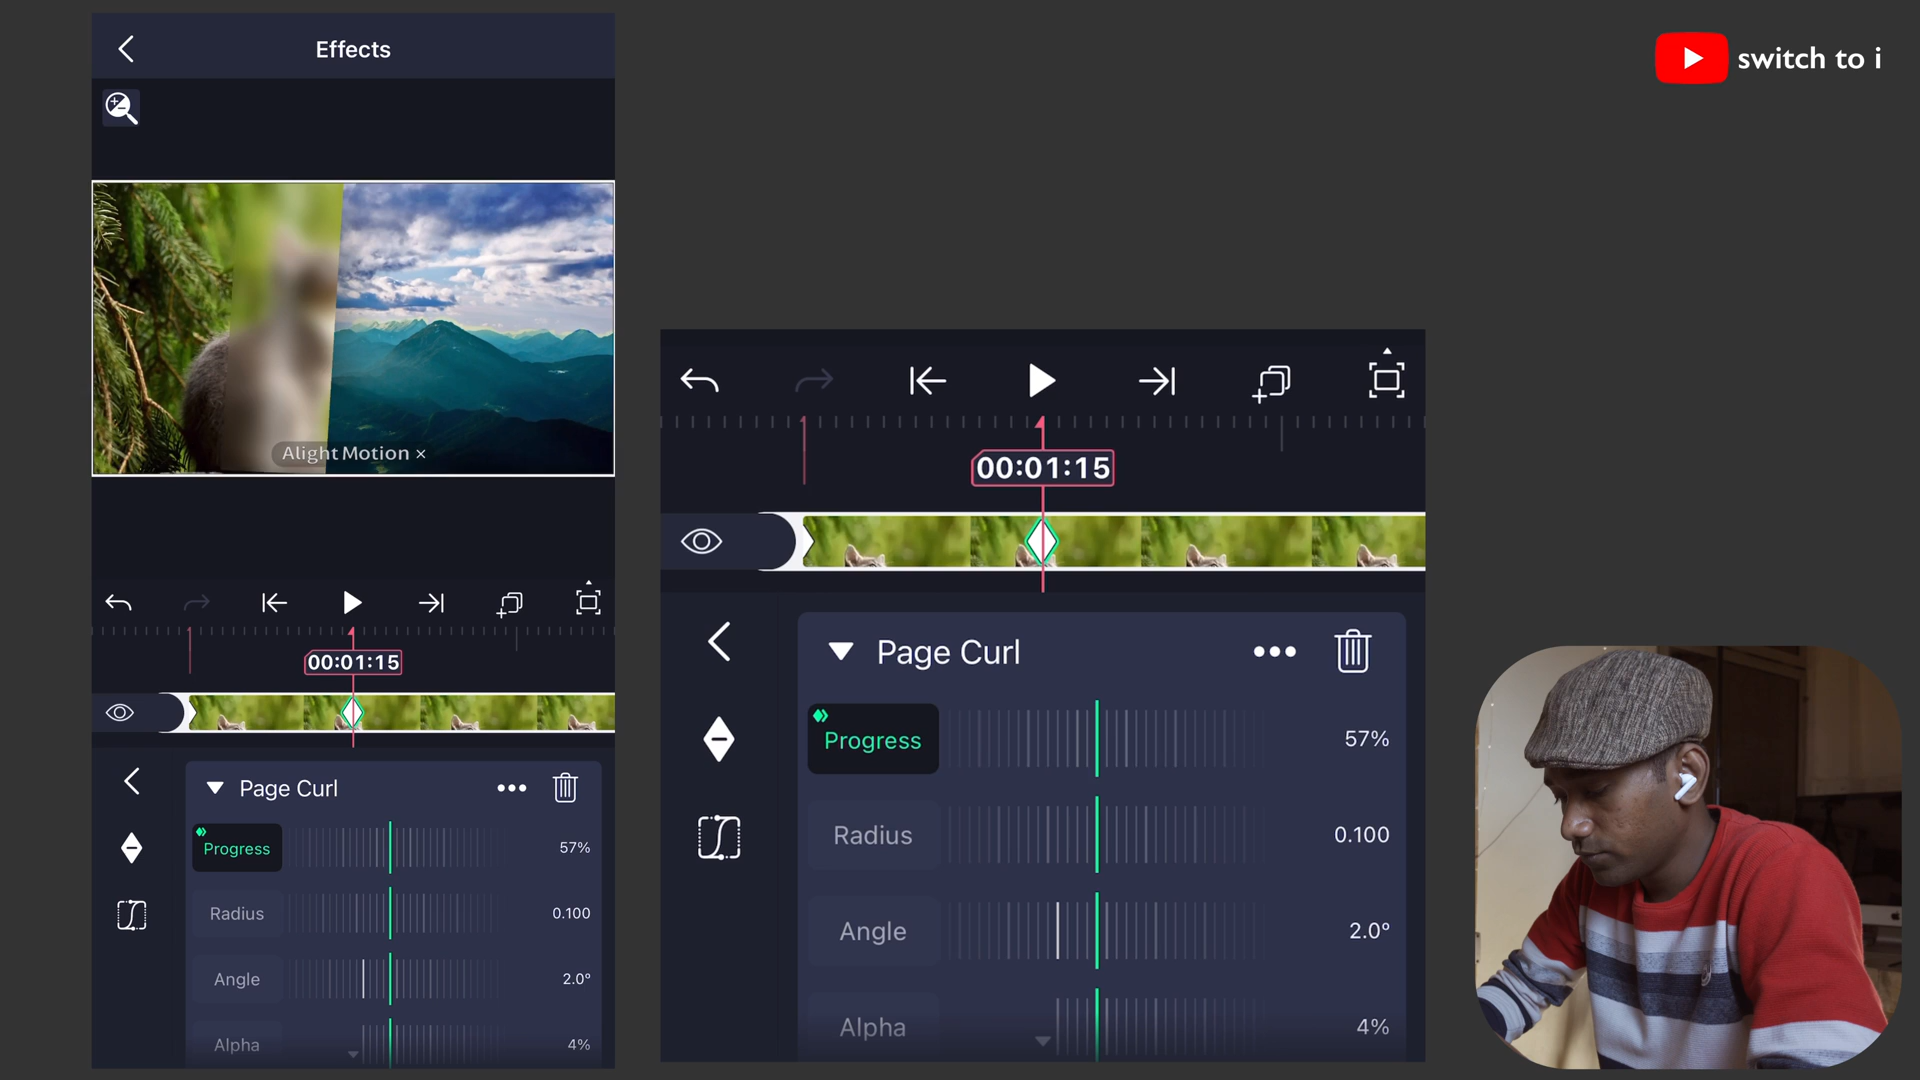 Effects
switch to i
Alight Motion ×
00:01:15
Page Curl
Progress 57%
Radius 0.100
Angle 2.0°
Alpha 4%
00:01:15
Page Curl
Progress 57%
Radius 0.100
Angle 2.0°
Alpha 4%